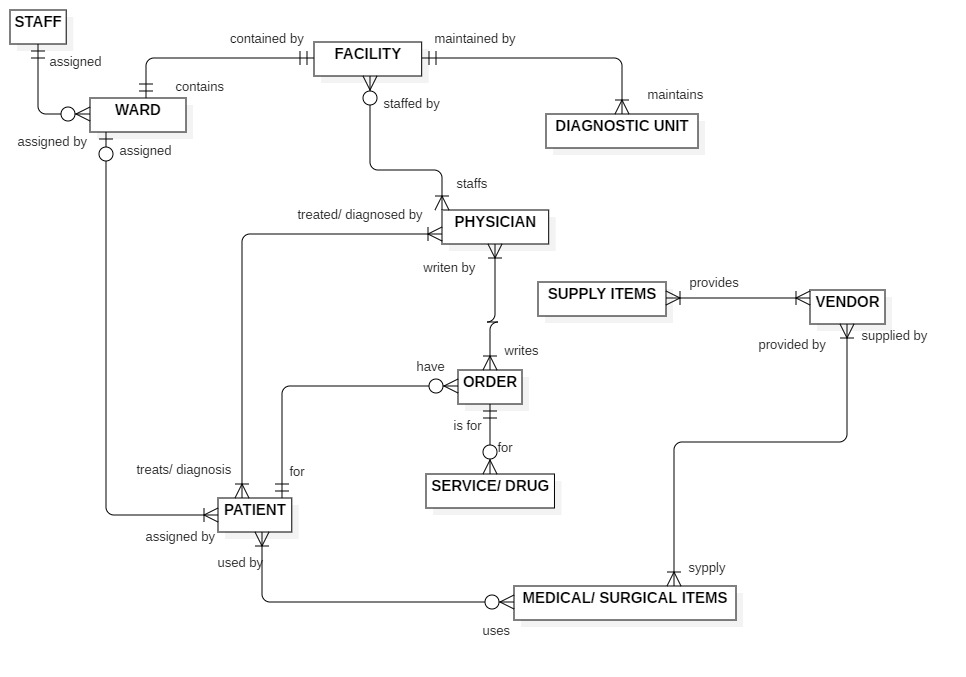 STAFF
assigned
contained by
FACILITY
maintained by
contains
WARD
staffed by
maintains
DIAGNOSTIC UNIT
assigned by
assigned
staffs
treated/ diagnosed by
PHYSICIAN
writen by
SUPPLY ITEMS
provides
VENDOR
provided by
supplied by
writes
have
ORDER
is for
for
treats/ diagnosis
for
SERVICE/ DRUG
PATIENT
assigned by
used by
sypply
MEDICAL/ SURGICAL ITEMS
uses